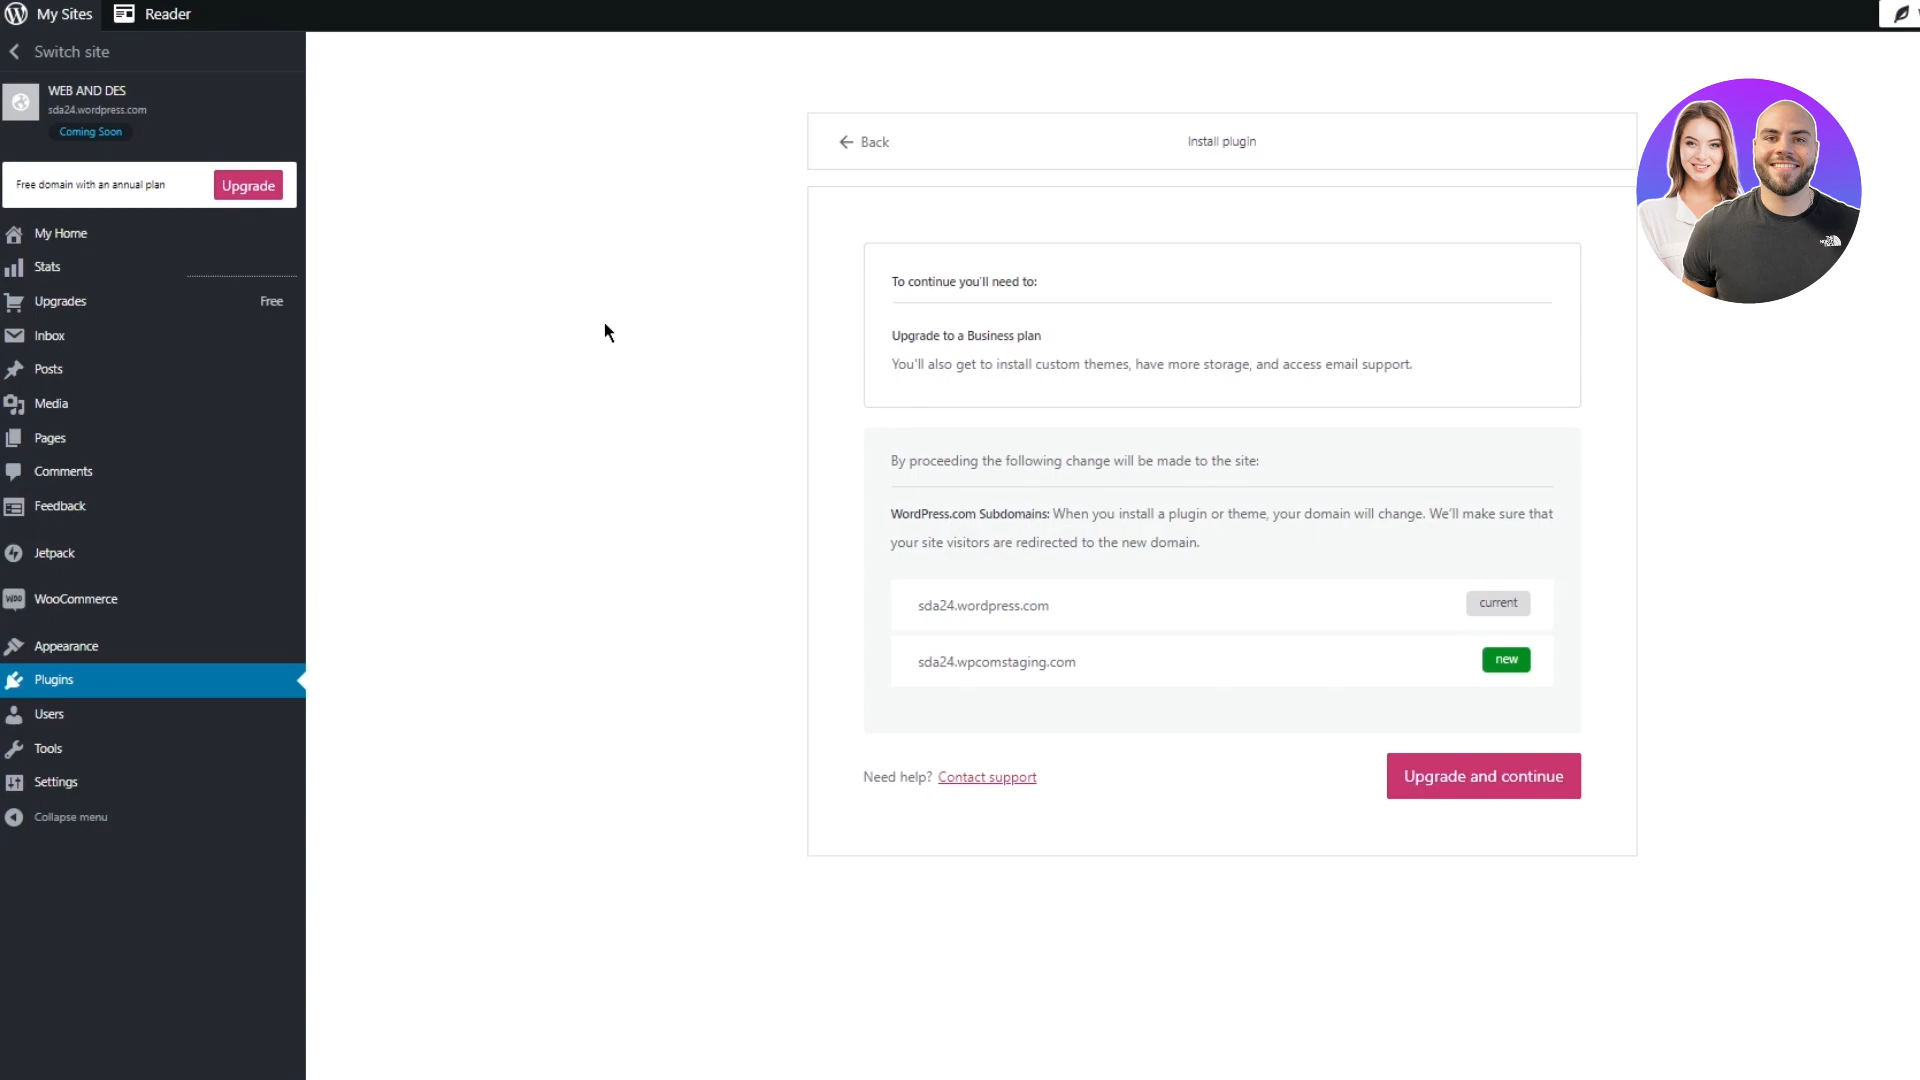 My Sites
Reader
Switch site
WEB AND DES
sda24.wordpress.com
Coming Soon
Free domain with an annual plan
Upgrade
My Home
Stats
Upgrades
Free
Inbox
Posts
Media
Pages
Comments
Feedback
Jetpack
WooCommerce
Appearance
Plugins
Users
Tools
Settings
Collapse menu
Back
Install plugin
To continue you'll need to:
Upgrade to a Business plan
You'll also get to install custom themes, have more storage, and access email support.
By proceeding the following change will be made to the site:
WordPress.com Subdomains: When you install a plugin or theme, your domain will change. We'll make sure that
your site visitors are redirected to the new domain.
sda24.wordpress.com
current
sda24.wpcomstaging.com
new
Need help? Contact support
Upgrade and continue